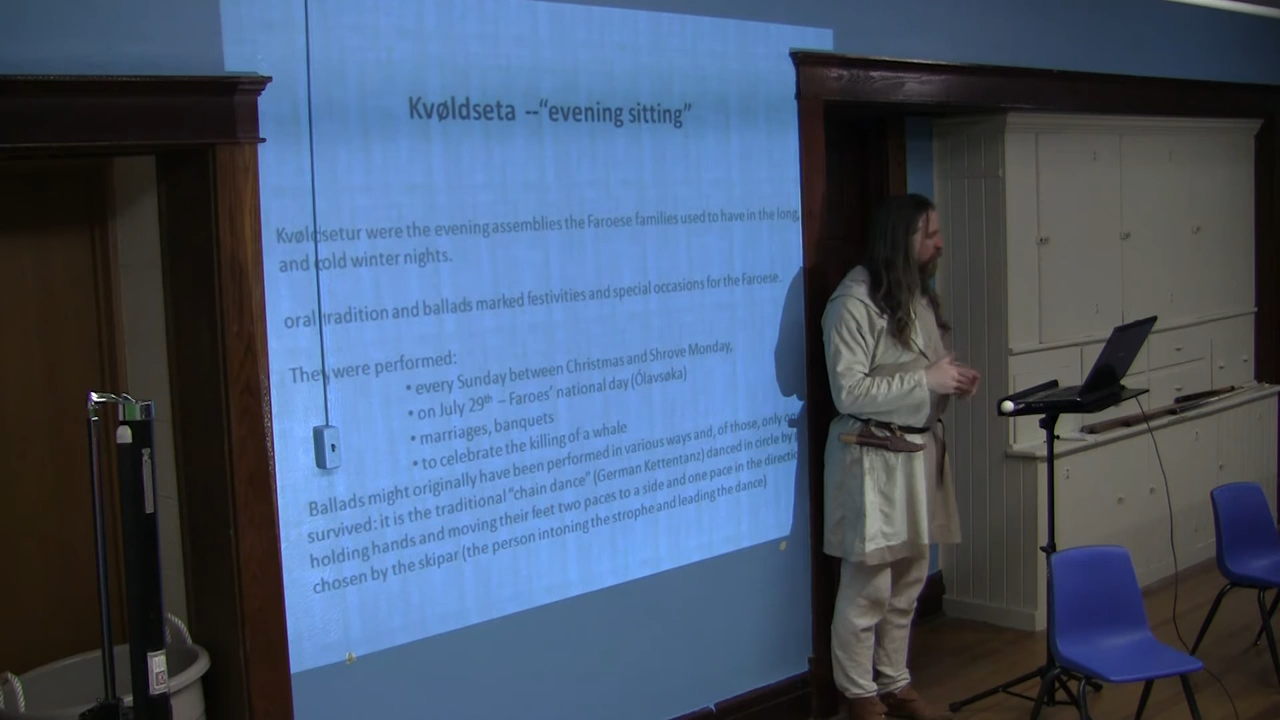 Kvøldseta --“evening sitting”
Kvøldsetur were the evening assemblies the Faroese families used to have in the long,
and cold winter nights.
oral tradition and ballads marked festivities and special occasions for the Faroese.
They were performed:
• every Sunday between Christmas and Shrove Monday,
• on July 29th – Faroes’ national day (Ólavsøka)
• marriages, banquets
• to celebrate the killing of a whale
Ballads might originally have been performed in various ways and, of those, only
survived: it is the traditional “chain dance” (German Kettentanz) danced in circle by
holding hands and moving their feet two paces to a side and one pace in the
chosen by the skipar (the person intoning the strophe and leading the dance)